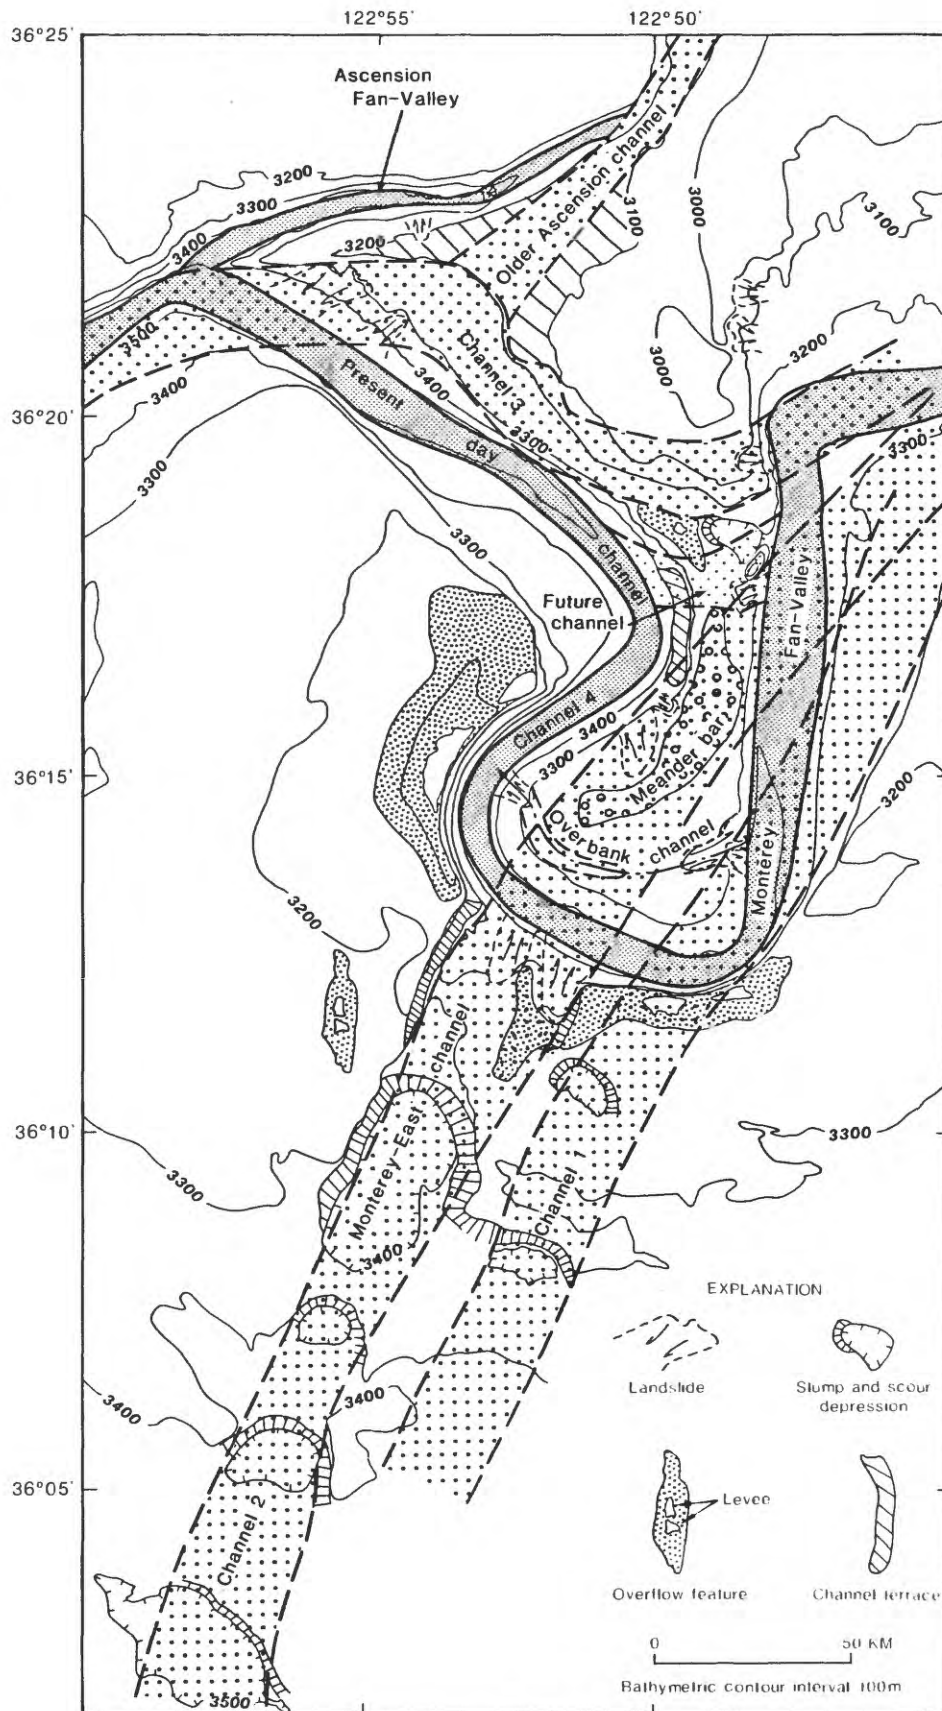 122°55'
122°50'
36°25'
Ascension
Fan-Valley
Older Ascension channel
3200
3300
3400
3200
3100
3000
3100
3500
3400
Channel 3
3000
3200
Present
day
channel
3400
3300
36°20'
3300
3300
3300
Future
channel
Fan-Valley
Channel 4
3400
3300
Meander bar
36°15'
Overbank channel
Monterey
3200
3200
Monterey-East channel
36°10'
3300
3300
Channel 1
3400
EXPLANATION
Landslide
Slump and scour
depression
3400
3400
36°05'
Channel 2
Levee
Overflow feature
Channel terrace
0 50 KM
Bathymetric contour interval 100m
3500